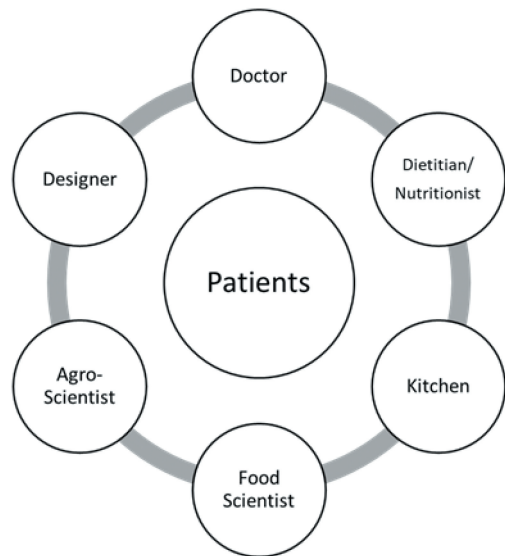 Doctor
Dietitian/
Nutritionist
Kitchen
Food
Scientist
Agro-
Scientist
Designer
Patients